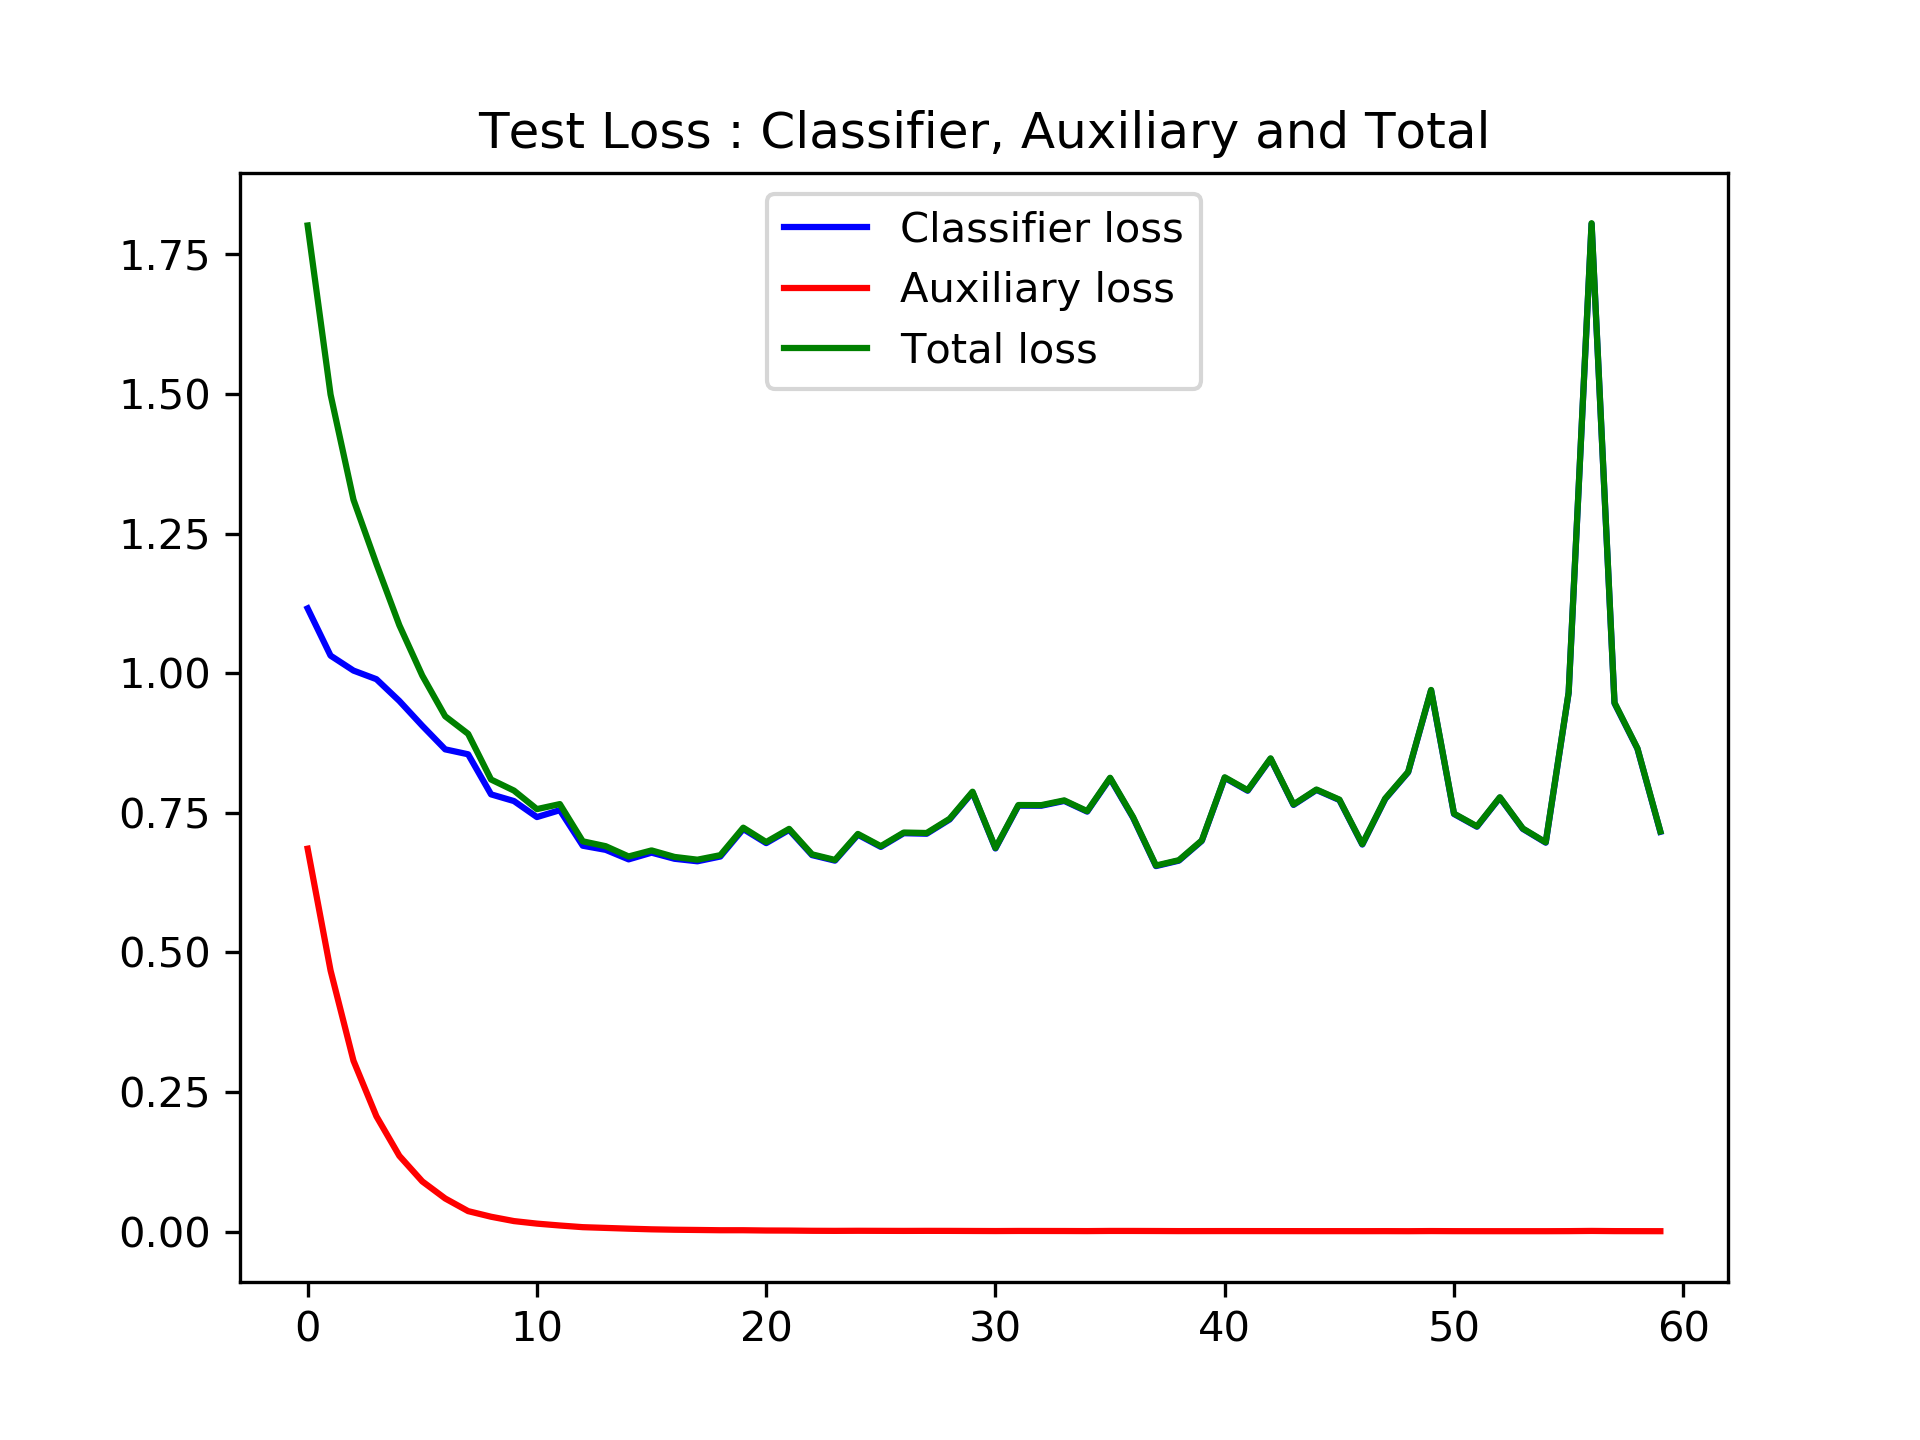 Test Loss : Classifier, Auxiliary and Total
Classifier loss
Auxiliary loss
Total loss
1.75
1.50
1.25
1.00
0.75
0.50
0.25
0.00
0 10 20 30 40 50 60